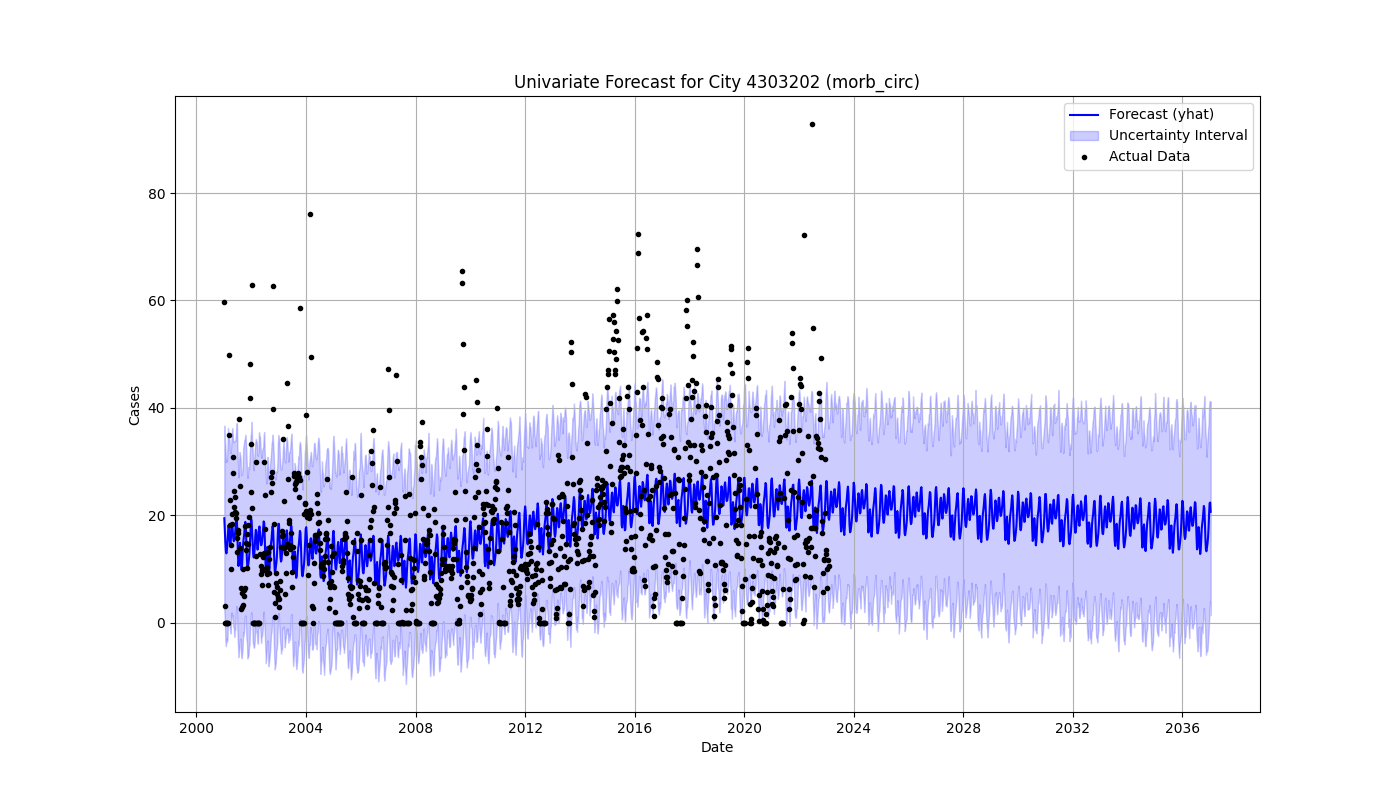 Univariate Forecast for City 4303202 (morb_circ)
Forecast (yhat)
Uncertainty Interval
Actual Data
Cases
80
60
40
20
0
2000 2004 2008 2012 2016 2020 2024 2028 2032 2036
Date